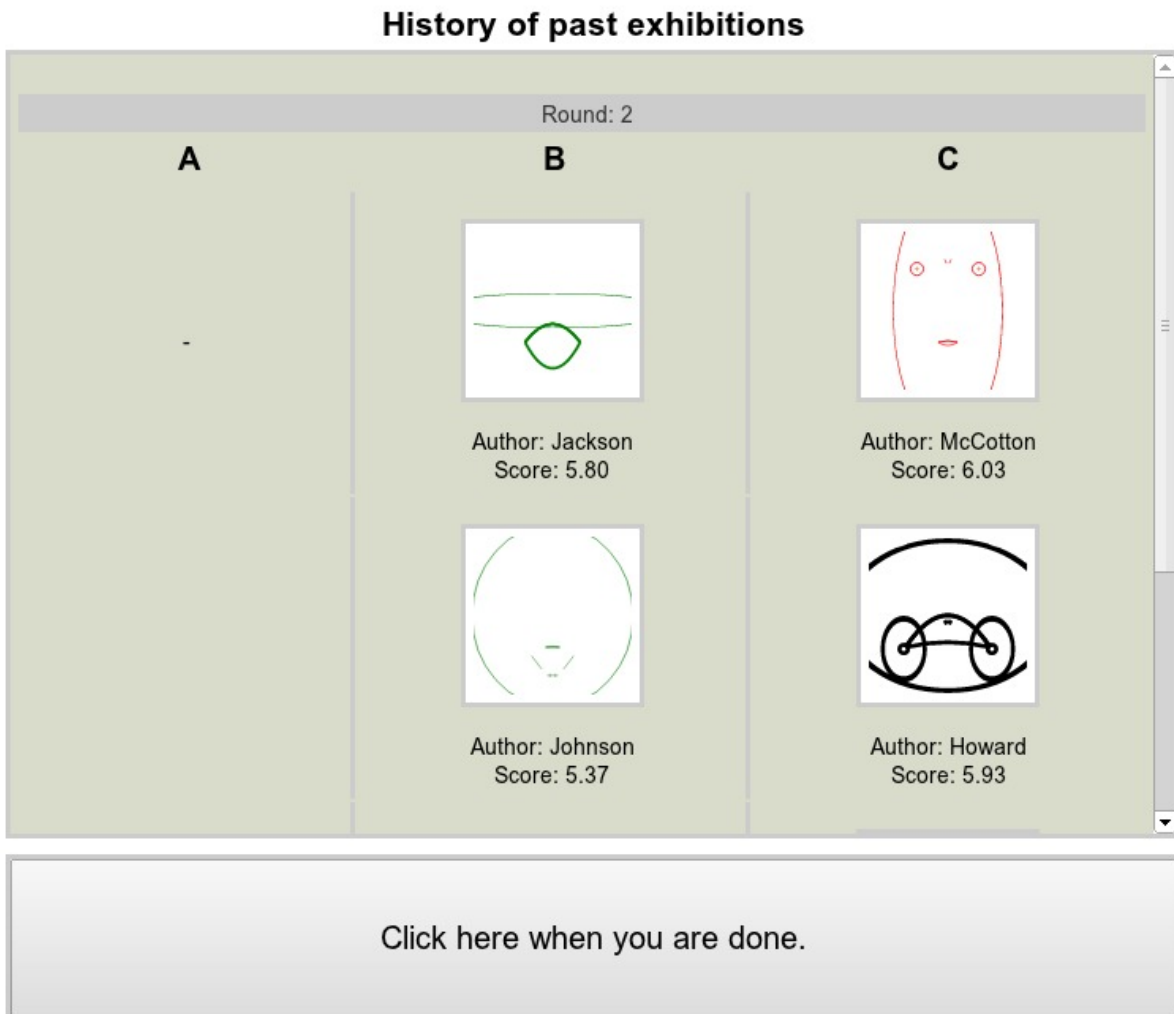 History of past exhibitions
Round: 2
A B C
-
Author: Jackson
Score: 5.80
Author: McCotton
Score: 6.03
Author: Johnson
Score: 5.37
Author: Howard
Score: 5.93
Click here when you are done.